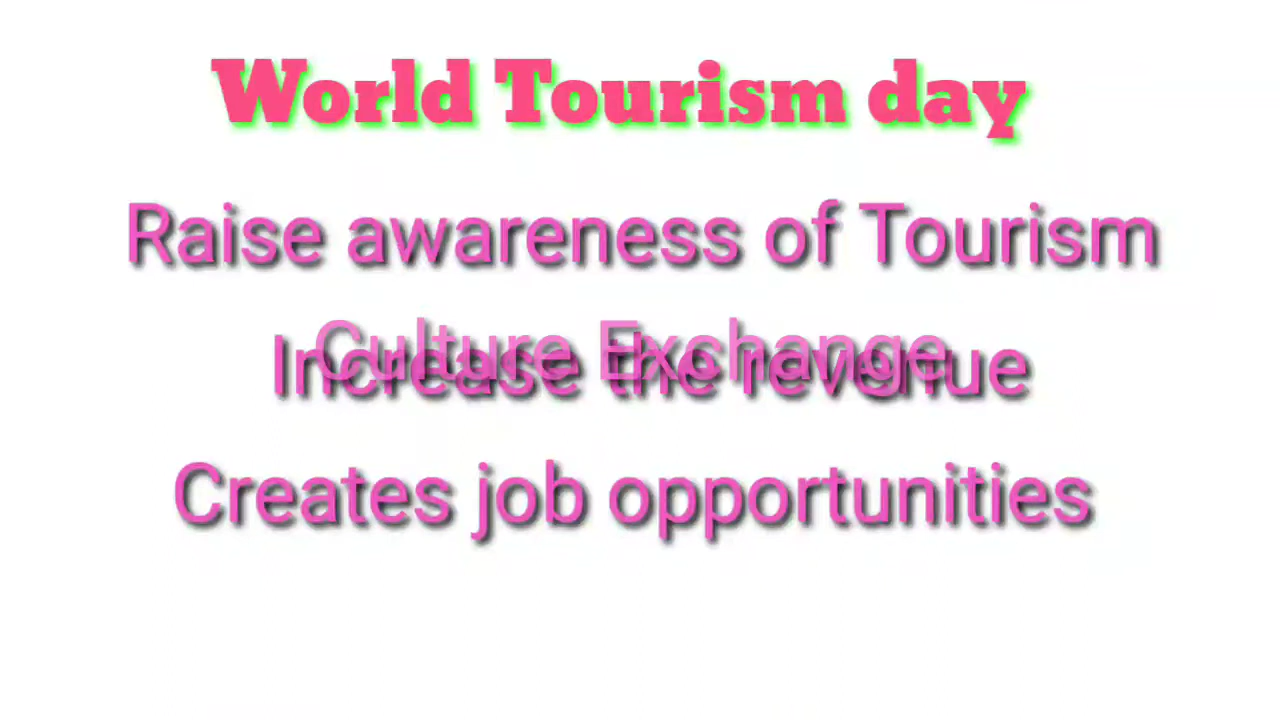 World Tourism day
Raise awareness of Tourism
Culture Exchange
Increase the revenue
Creates job opportunities